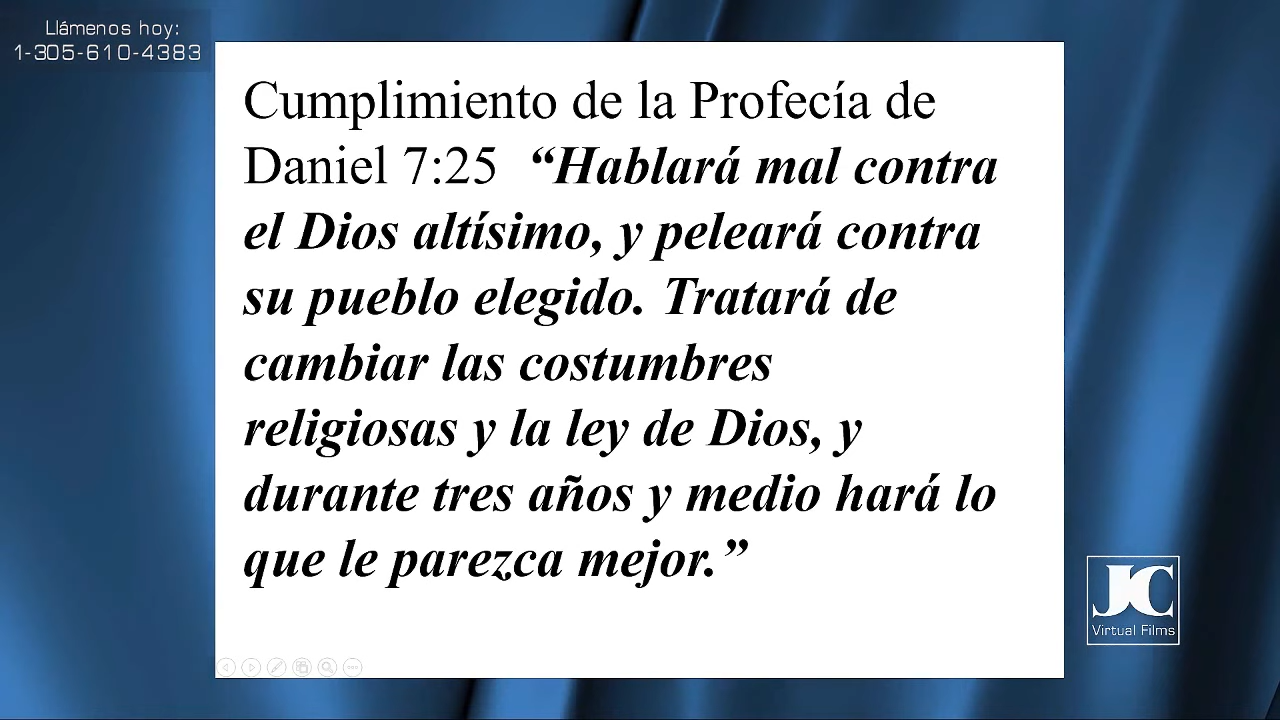 Llámenos hoy:
1-305-610-4383
Cumplimiento de la Profecía de
Daniel 7:25 “Hablará mal contra
el Dios altísimo, y peleará contra
su pueblo elegido. Tratará de
cambiar las costumbres
religiosas y la ley de Dios, y
durante tres años y medio hará lo
que le parezca mejor.”
JC
Virtual Films